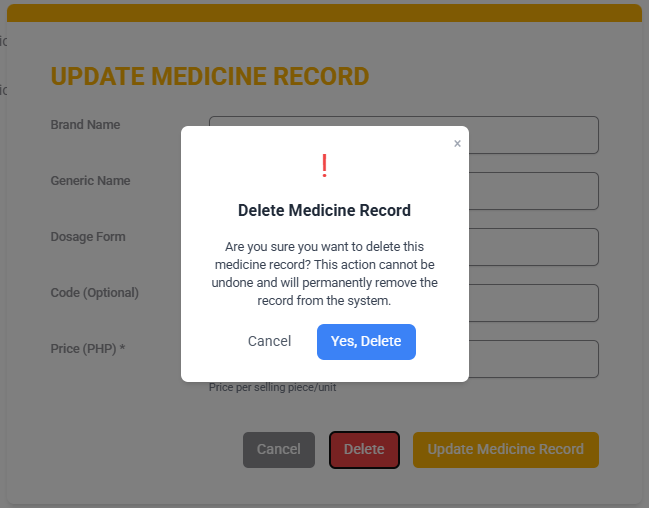 UPDATE MEDICINE RECORD
Brand Name
Generic Name
Dosage Form
Code (Optional)
Price (PHP) *
Price per selling piece/unit
Cancel
Delete
Update Medicine Record
×
❗
Delete Medicine Record
Are you sure you want to delete this
medicine record? This action cannot be
undone and will permanently remove the
record from the system.
Cancel
Yes, Delete